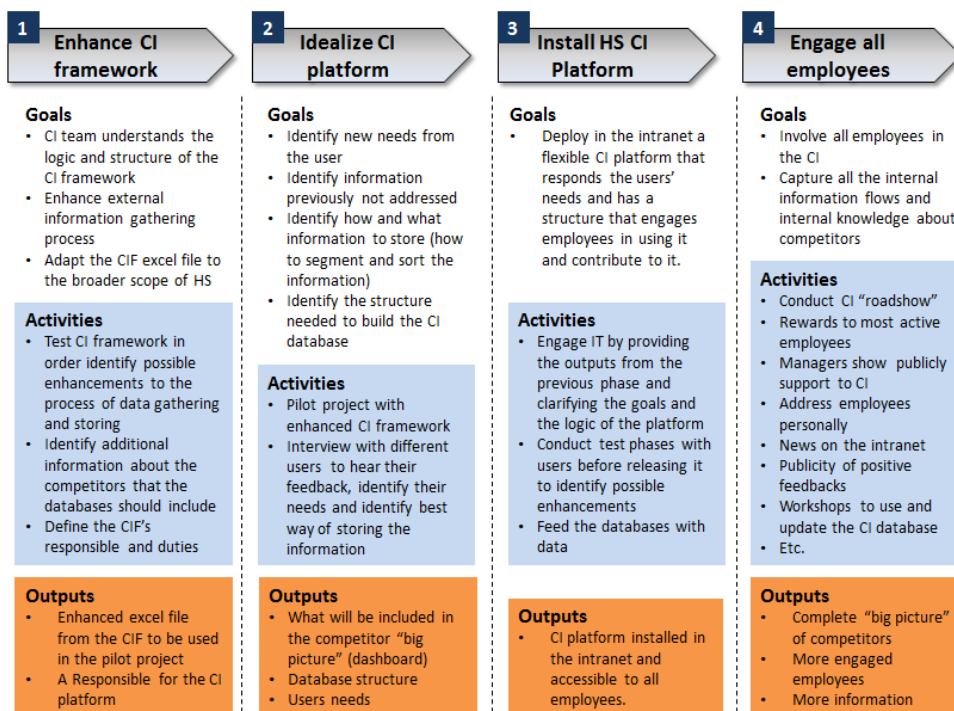 1
Enhance CI
framework
Goals
• CI team understands the
logic and structure of the
CI framework
• Enhance external
information gathering
process
• Adapt the CIF excel file to
the broader scope of HS
Activities
• Test CI framework in
order identify possible
enhancements to the
process of data gathering
and storing
• Identify additional
information about the
competitors that the
databases should include
• Define the CIF’s
responsible and duties
Outputs
• Enhanced excel file
from the CIF to be used
in the pilot project
• A Responsible for the CI
platform
2
Idealize CI
platform
Goals
• Identify new needs from
the user
• Identify information
previously not addressed
• Identify how and what
information to store (how
to segment and sort the
information)
• Identify the structure
needed to build the CI
database
Activities
• Pilot project with
enhanced CI framework
• Interview with different
users to hear their
feedback, identify their
needs and identify best
way of storing the
information
Outputs
• What will be included in
the competitor “big
picture” (dashboard)
• Database structure
• Users needs
3
Install HS CI
Platform
Goals
• Deploy in the intranet a
flexible CI platform that
responds the users’
needs and has a
structure that engages
employees in using it
and contribute to it.
Activities
• Engage IT by providing
the outputs from the
previous phase and
clarifying the goals and
the logic of the platform
• Conduct test phases with
users before releasing it
to identify possible
enhancements
• Feed the databases with
data
Outputs
• CI platform installed in
the intranet and
accessible to all
employees.
4
Engage all
employees
Goals
• Involve all employees in
the CI
• Capture all the internal
information flows and
internal knowledge about
competitors
Activities
• Conduct CI “roadshow”
• Rewards to most active
employees
• Managers show publicly
support to CI
• Address employees
personally
• News on the intranet
• Publicity of positive
feedbacks
• Workshops to use and
update the CI database
• Etc.
Outputs
• Complete “big picture”
of competitors
• More engaged
employees
• More information